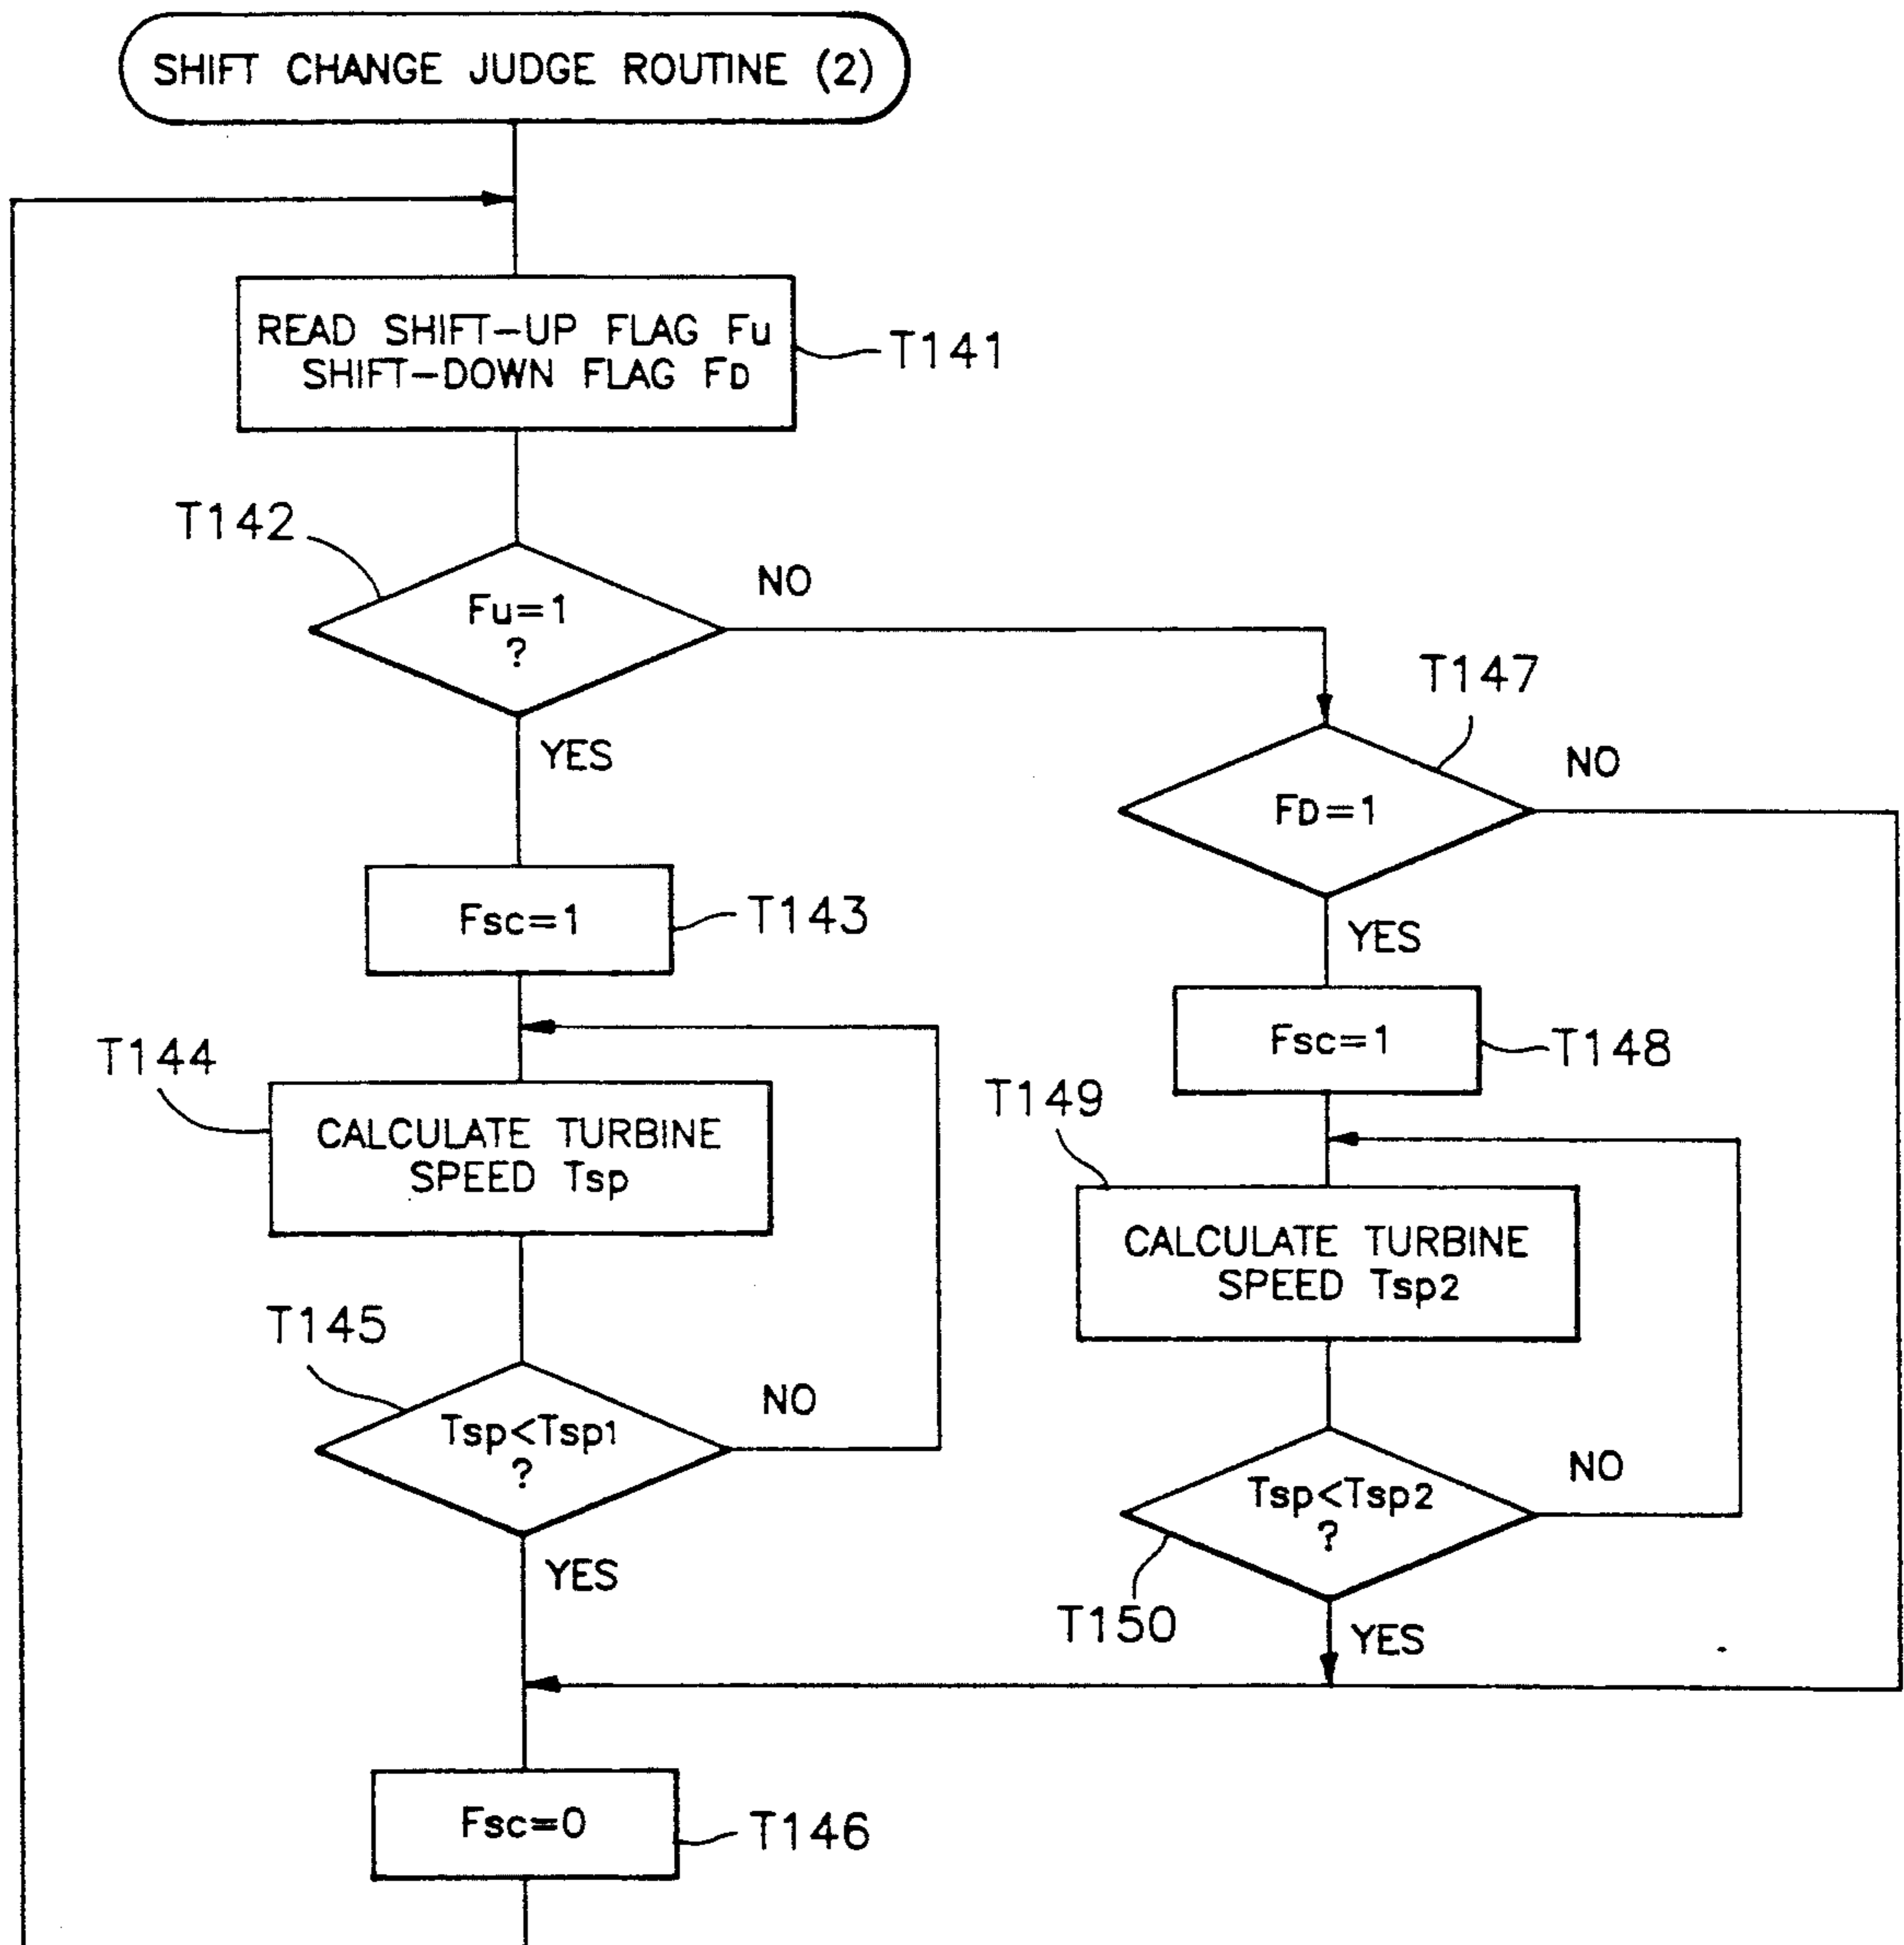 SHIFT CHANGE JUDGE ROUTINE (2)
READ SHIFT-UP FLAG Fu
SHIFT-DOWN FLAG FD
T141
T142
Fu=1
?
NO
YES
T147
FD=1
NO
YES
Fsc=1
T143
Fsc=1
T148
T144
CALCULATE TURBINE
SPEED Tsp
T149
CALCULATE TURBINE
SPEED Tsp2
T145
Tsp<Tsp1
?
NO
YES
Tsp<Tsp2
?
NO
T150
YES
Fsc=0
T146